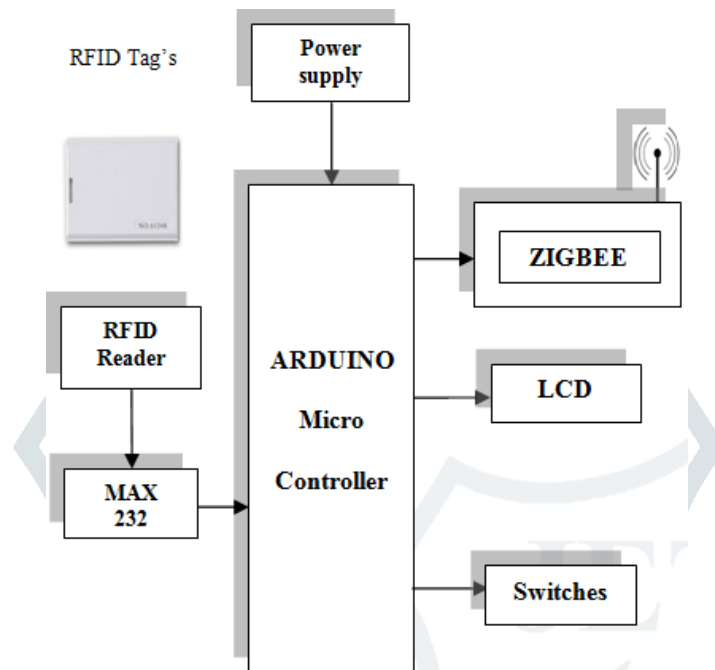 RFID Tag's
Power
supply
ZIGBEE
RFID
Reader
ARDUINO
Micro
Controller
LCD
MAX
232
Switches